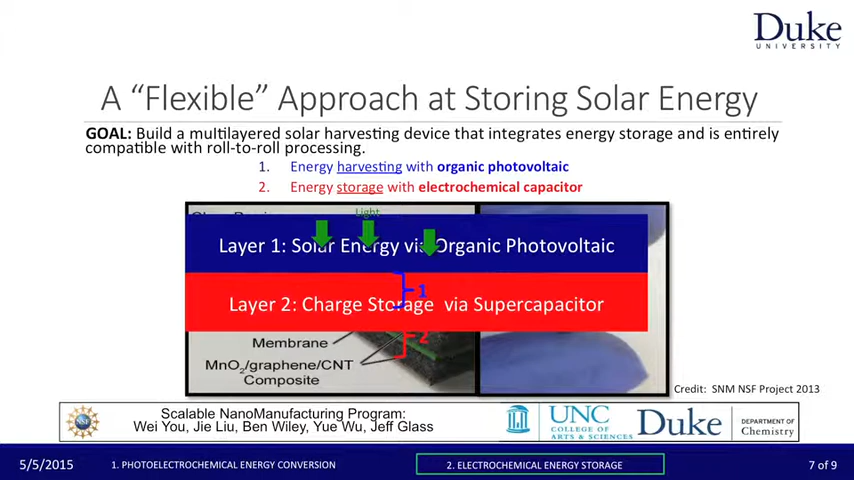 Duke
UNIVERSITY
A “Flexible” Approach at Storing Solar Energy
GOAL: Build a multilayered solar harvesting device that integrates energy storage and is entirely
compatible with roll-to-roll processing.
1. Energy harvesting with organic photovoltaic
2. Energy storage with electrochemical capacitor
Light
Layer 1: Solar Energy via Organic Photovoltaic
1
Layer 2: Charge Storage via Supercapacitor
2
Membrane
MnO2/graphene/CNT
Composite
Credit: SNM NSF Project 2013
NSF
Scalable NanoManufacturing Program:
Wei You, Jie Liu, Ben Wiley, Yue Wu, Jeff Glass
UNC
COLLEGE OF
ARTS & SCIENCES
Duke
DEPARTMENT OF
Chemistry
5/5/2015
1. PHOTOELECTROCHEMICAL ENERGY CONVERSION
2. ELECTROCHEMICAL ENERGY STORAGE
7 of 9